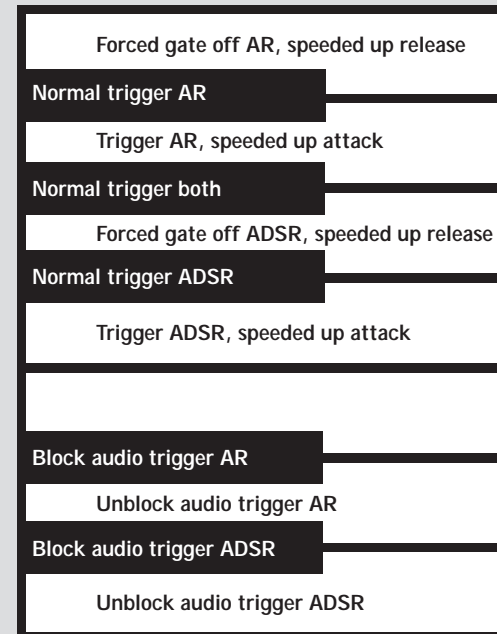 Forced gate off AR, speeded up release
Normal trigger AR
Trigger AR, speeded up attack
Normal trigger both
Forced gate off ADSR, speeded up release
Normal trigger ADSR
Trigger ADSR, speeded up attack
Block audio trigger AR
Unblock audio trigger AR
Block audio trigger ADSR
Unblock audio trigger ADSR